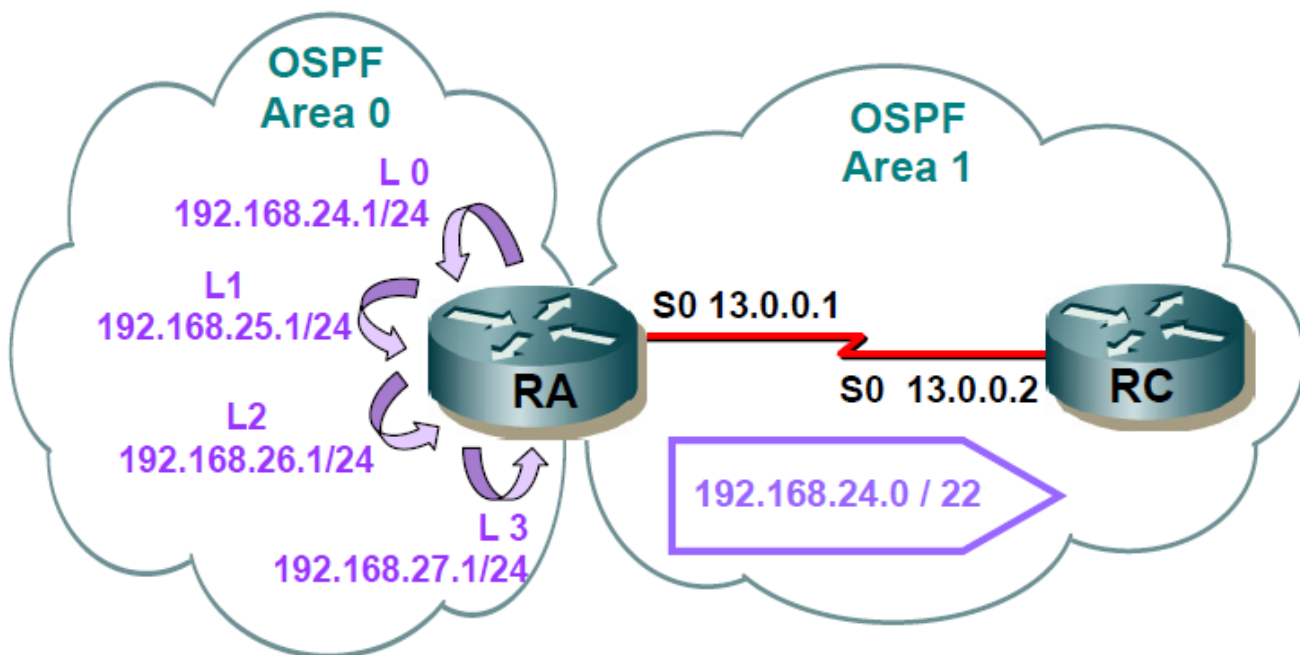 OSPF
Area 0
L 0
192.168.24.1/24
L1
192.168.25.1/24
L2
192.168.26.1/24
L 3
192.168.27.1/24
RA
OSPF
Area 1
S0 13.0.0.1
S0 13.0.0.2
RC
192.168.24.0 / 22